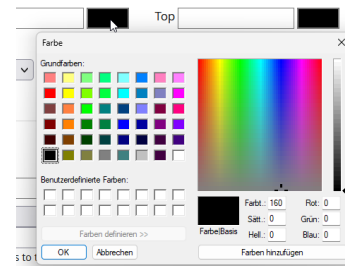 Top
Farbe
Grundfarben:
Benutzerdefinierte Farben:
Farben definieren >>
OK
Abbrechen
Farbe|Basis
Farbt.: 160
Sätt.: 0
Hell.: 0
Rot: 0
Grün: 0
Blau: 0
Farben hinzufügen
s to